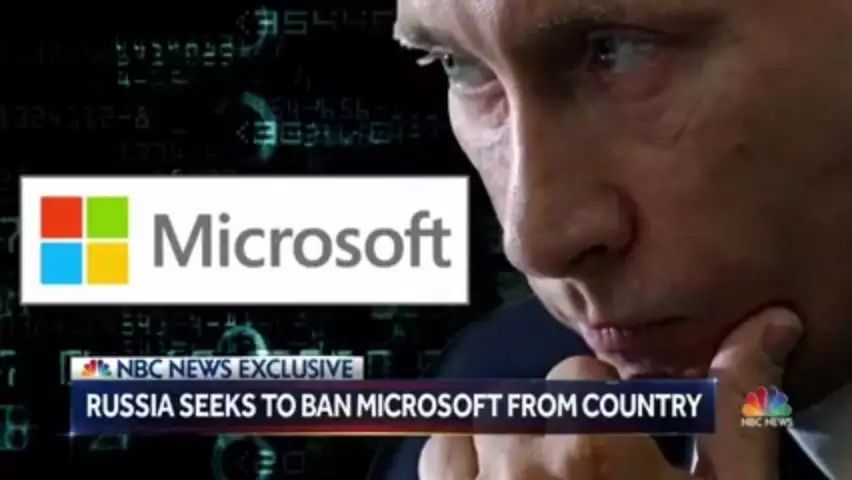 Microsoft
NBC NEWS EXCLUSIVE
RUSSIA SEEKS TO BAN MICROSOFT FROM COUNTRY
NBC NEWS